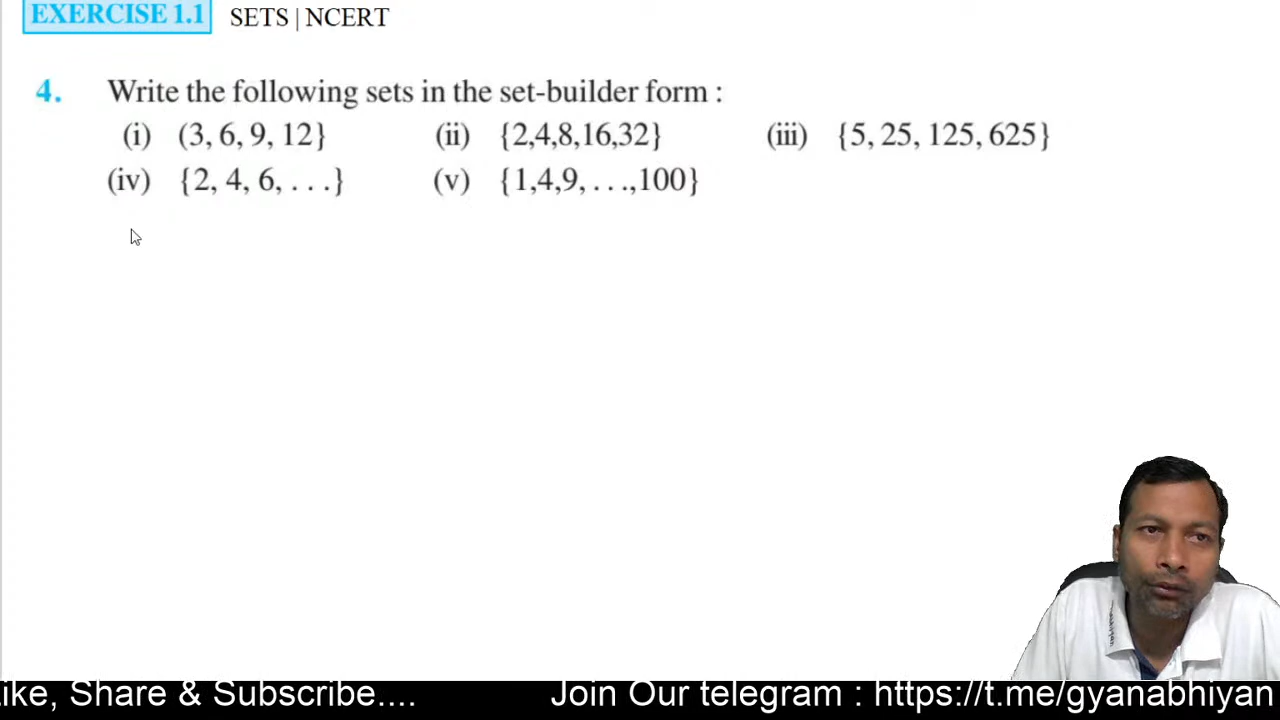 EXERCISE 1.1 SETS | NCERT
4. Write the following sets in the set-builder form :
(i) (3, 6, 9, 12} (ii) {2,4,8,16,32} (iii) {5, 25, 125, 625}
(iv) {2, 4, 6, . . .} (v) {1,4,9, . . .,100}
ike, Share & Subscribe.... Join Our telegram : https://t.me/gyanabhiyan